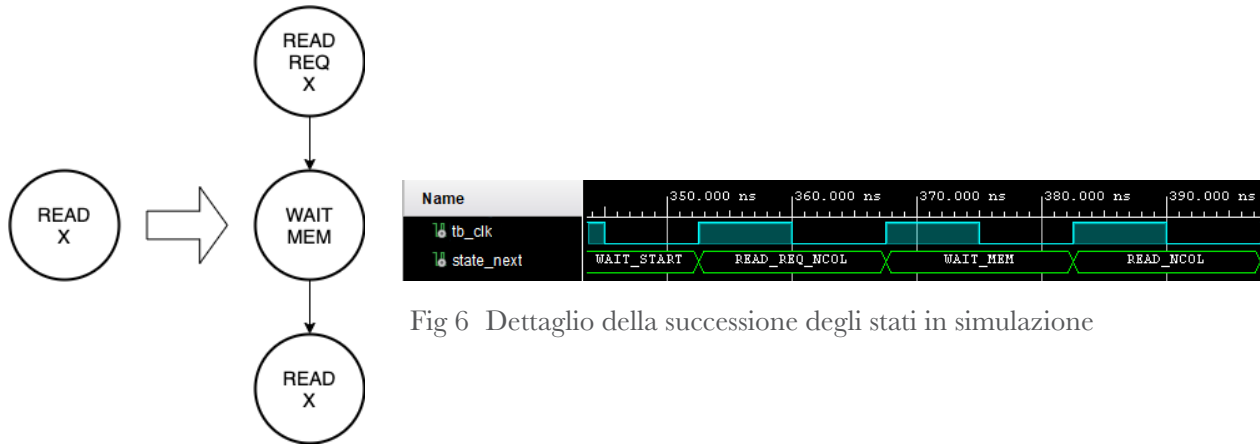 READ
REQ
X
READ
X
WAIT
MEM
READ
X
Name
350.000 ns 360.000 ns 370.000 ns 380.000 ns 390.000 ns
tb_clk
state_next WAIT_START READ_REQ_NCOL WAIT_MEM READ_NCOL
Fig 6 Dettaglio della successione degli stati in simulazione